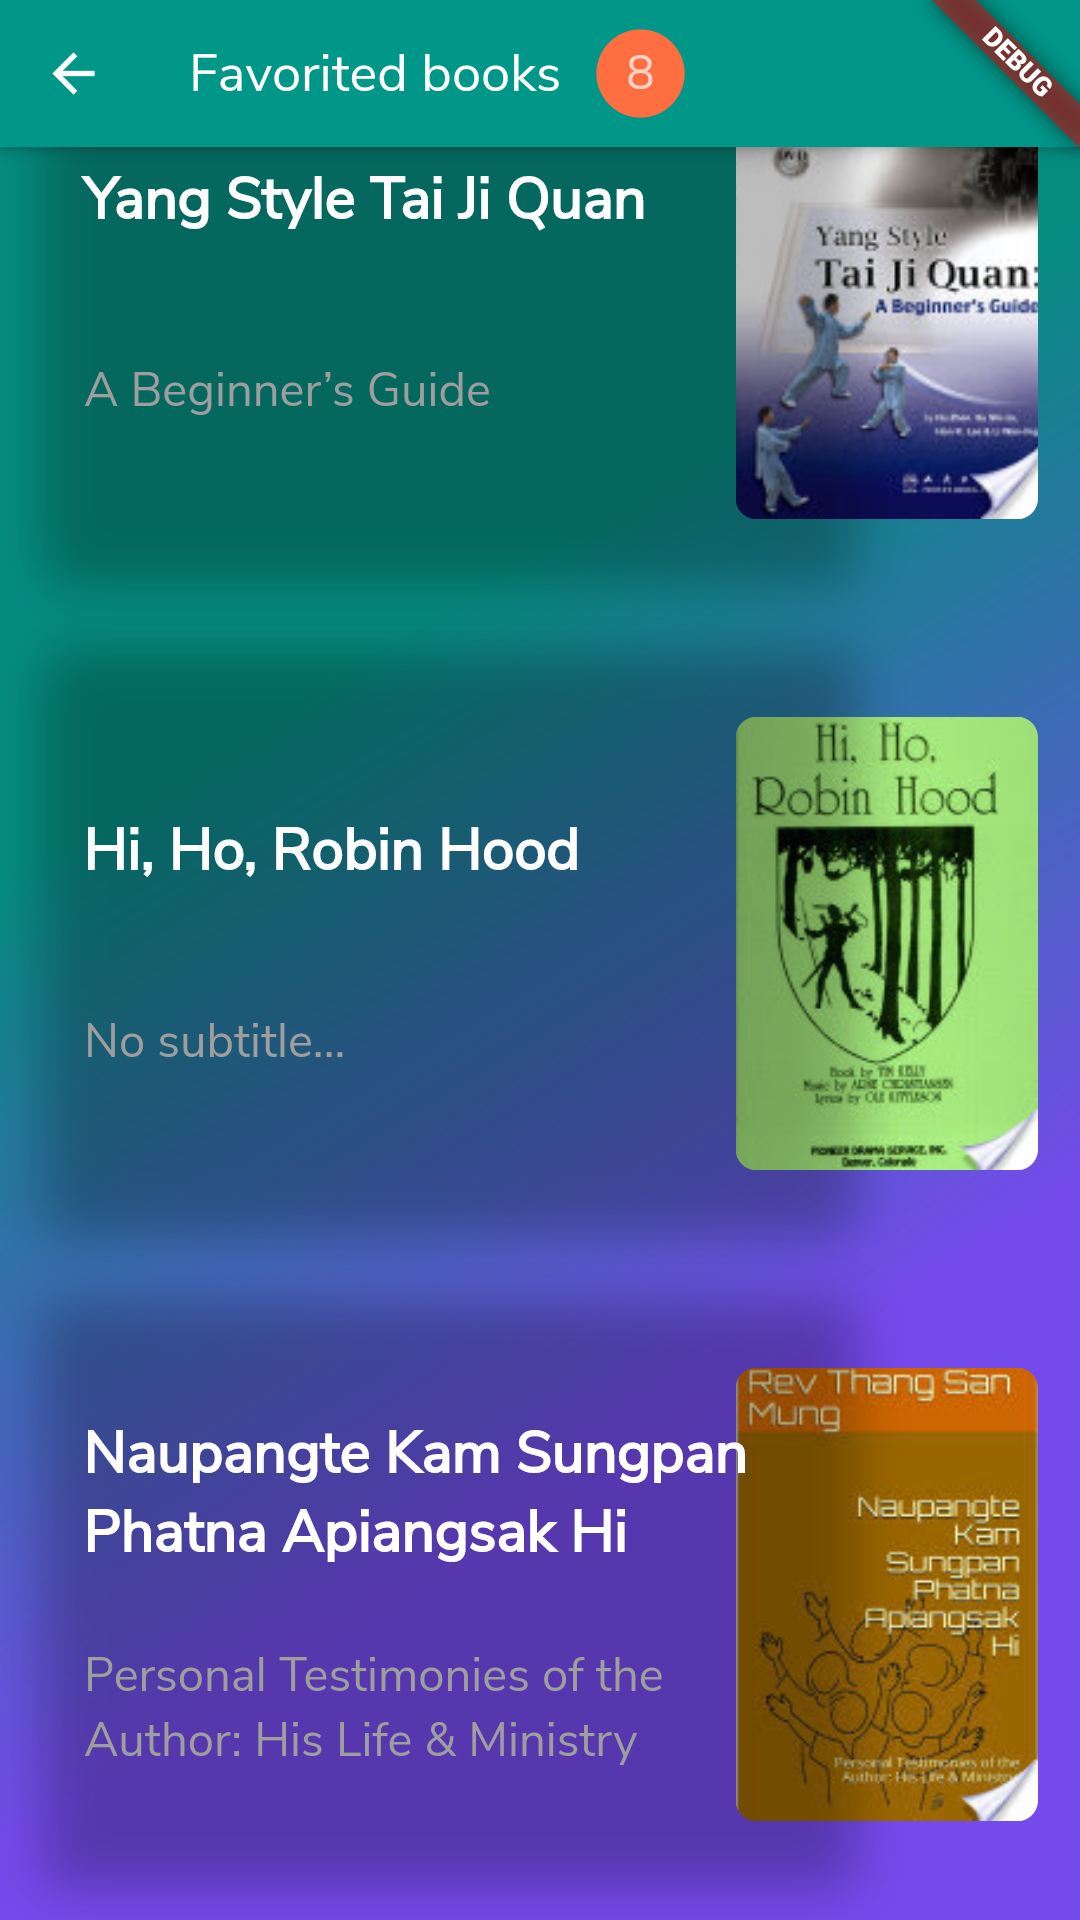 Favorited books 8
DEBUG
Yang Style Tai Ji Quan
A Beginner’s Guide
DVD
Yang Style
Tai Ji Quan:
A Beginner's Guide
Hi, Ho, Robin Hood
No subtitle...
Hi, Ho,
Robin Hood
Book by TIM KELLY
Music by ARNE CHRISTIANSEN
Lyrics by OLE KITTLESON
PIONEER DRAMA SERVICE, INC.
Denver, Colorado
Naupangte Kam Sungpan
Phatna Apiangsak Hi
Personal Testimonies of the
Author: His Life & Ministry
Rev Thang San
Mung
Naupangte
Kam
Sungpan
Phatna
Apiangsak
Hi
Personal Testimonies of the
Author: His Life & Ministry